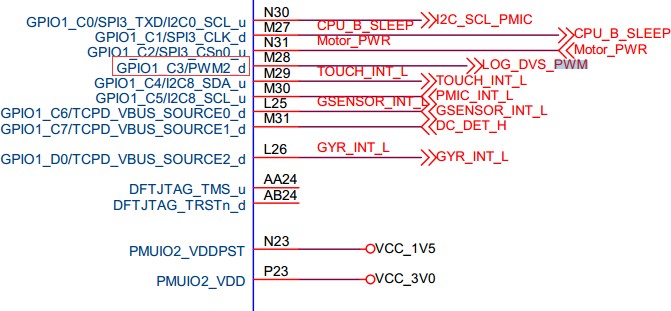 GPIO1_C0/SPI3_TXD/I2C0_SCL_u N30 I2C_SCL_PMIC
GPIO1_C1/SPI3_CLK_d M27 CPU_B_SLEEP CPU_B_SLEEP
GPIO1_C2/SPI3_CSn0_u N31 Motor_PWR Motor_PWR
GPIO1_C3/PWM2_d M28 LOG_DVS_PWM
GPIO1_C4/I2C8_SDA_u M29 TOUCH_INT_L TOUCH_INT_L
GPIO1_C5/I2C8_SCL_u M30 PMIC_INT_L
GPIO1_C6/TCPD_VBUS_SOURCE0_d L25 GSENSOR_INT_L GSENSOR_INT_L
GPIO1_C7/TCPD_VBUS_SOURCE1_d M31 DC_DET_H
GPIO1_D0/TCPD_VBUS_SOURCE2_d L26 GYR_INT_L GYR_INT_L
DFTJTAG_TMS_u AA24
DFTJTAG_TRSTn_d AB24
PMUIO2_VDDPST N23 VCC_1V5
PMUIO2_VDD P23 VCC_3V0